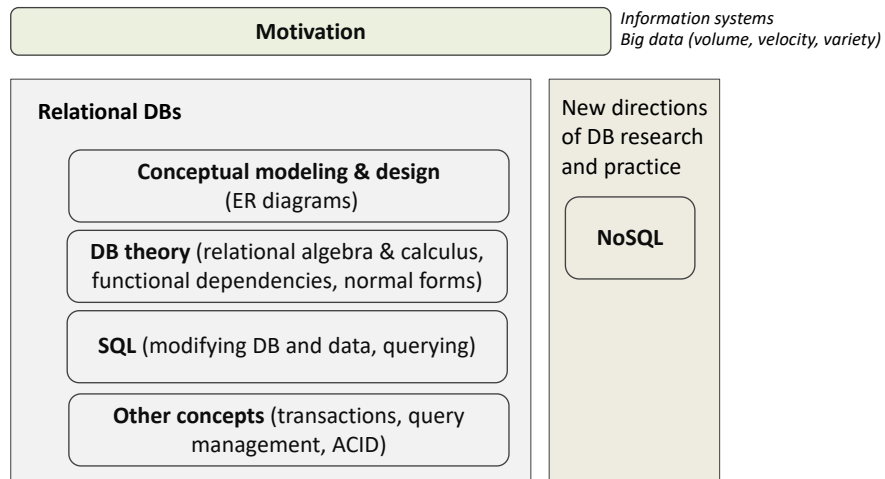 Motivation
Information systems
Big data (volume, velocity, variety)
Relational DBs
Conceptual modeling & design
(ER diagrams)
DB theory (relational algebra & calculus,
functional dependencies, normal forms)
SQL (modifying DB and data, querying)
Other concepts (transactions, query
management, ACID)
New directions
of DB research
and practice
NoSQL